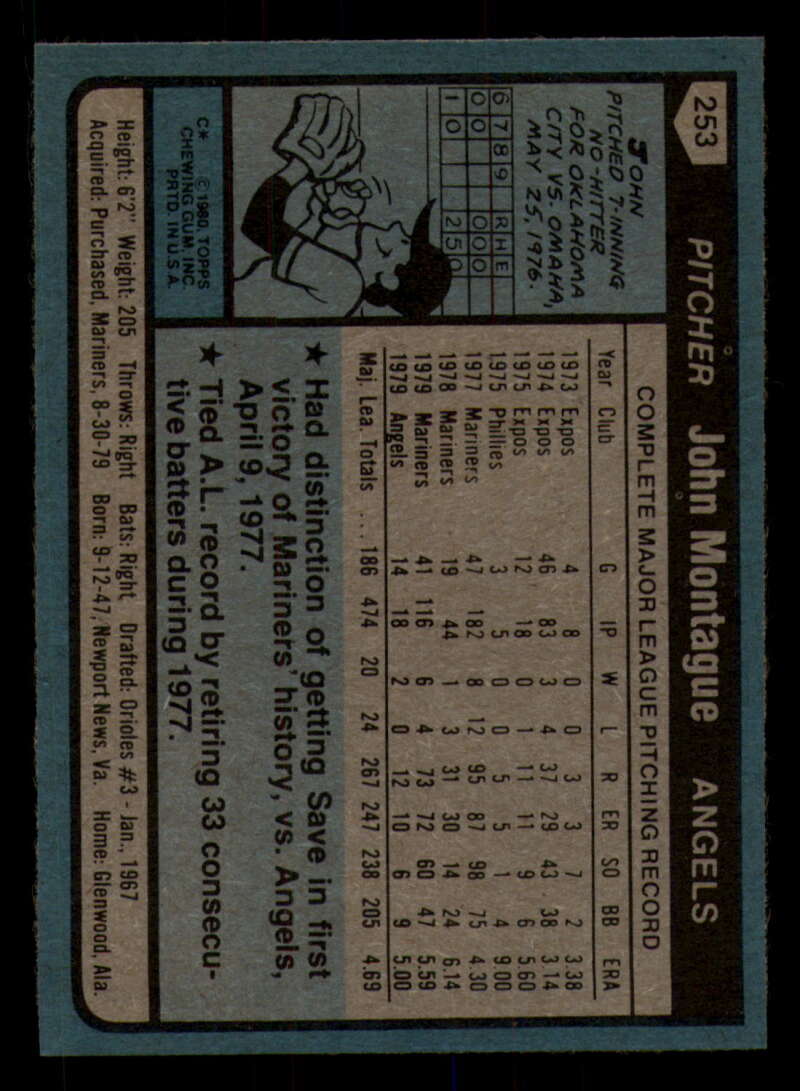 253
PITCHER John Montague ANGELS
JOHN
PITCHED 7-INNING
NO-HITTER
FOR OKLAHOMA
CITY VS. OMAHA,
MAY 25, 1976.
6 7 8 9 R H E
0 0 0 0 0
1 0 2 5 0
C* © 1980 TOPPS
CHEWING GUM, INC.
PRTD. IN U.S.A.
COMPLETE MAJOR LEAGUE PITCHING RECORD
Year Club G IP W L R ER SO BB ERA
1973 Expos 4 8 0 0 3 3 7 2 3.38
1974 Expos 46 83 3 4 37 29 43 38 3.14
1975 Expos 12 18 0 1 11 11 9 6 5.60
1975 Phillies 3 5 0 0 5 5 1 4 9.00
1977 Mariners 47 182 8 12 95 87 98 75 4.30
1978 Mariners 19 44 1 3 31 30 14 24 6.14
1979 Mariners 41 116 6 4 73 72 60 47 5.59
1979 Angels 14 18 2 0 12 10 6 9 5.00
Maj. Lea. Totals ... 186 474 20 24 267 247 238 205 4.69
★ Had distinction of getting Save in first
victory of Mariners' history, vs. Angels,
April 9, 1977.
★ Tied A.L. record by retiring 33 consecu-
tive batters during 1977.
Height: 6'2" Weight: 205 Throws: Right Bats: Right Drafted: Orioles #3 - Jan., 1967
Acquired: Purchased, Mariners, 8-30-79 Born: 9-12-47, Newport News, Va. Home: Glenwood, Ala.